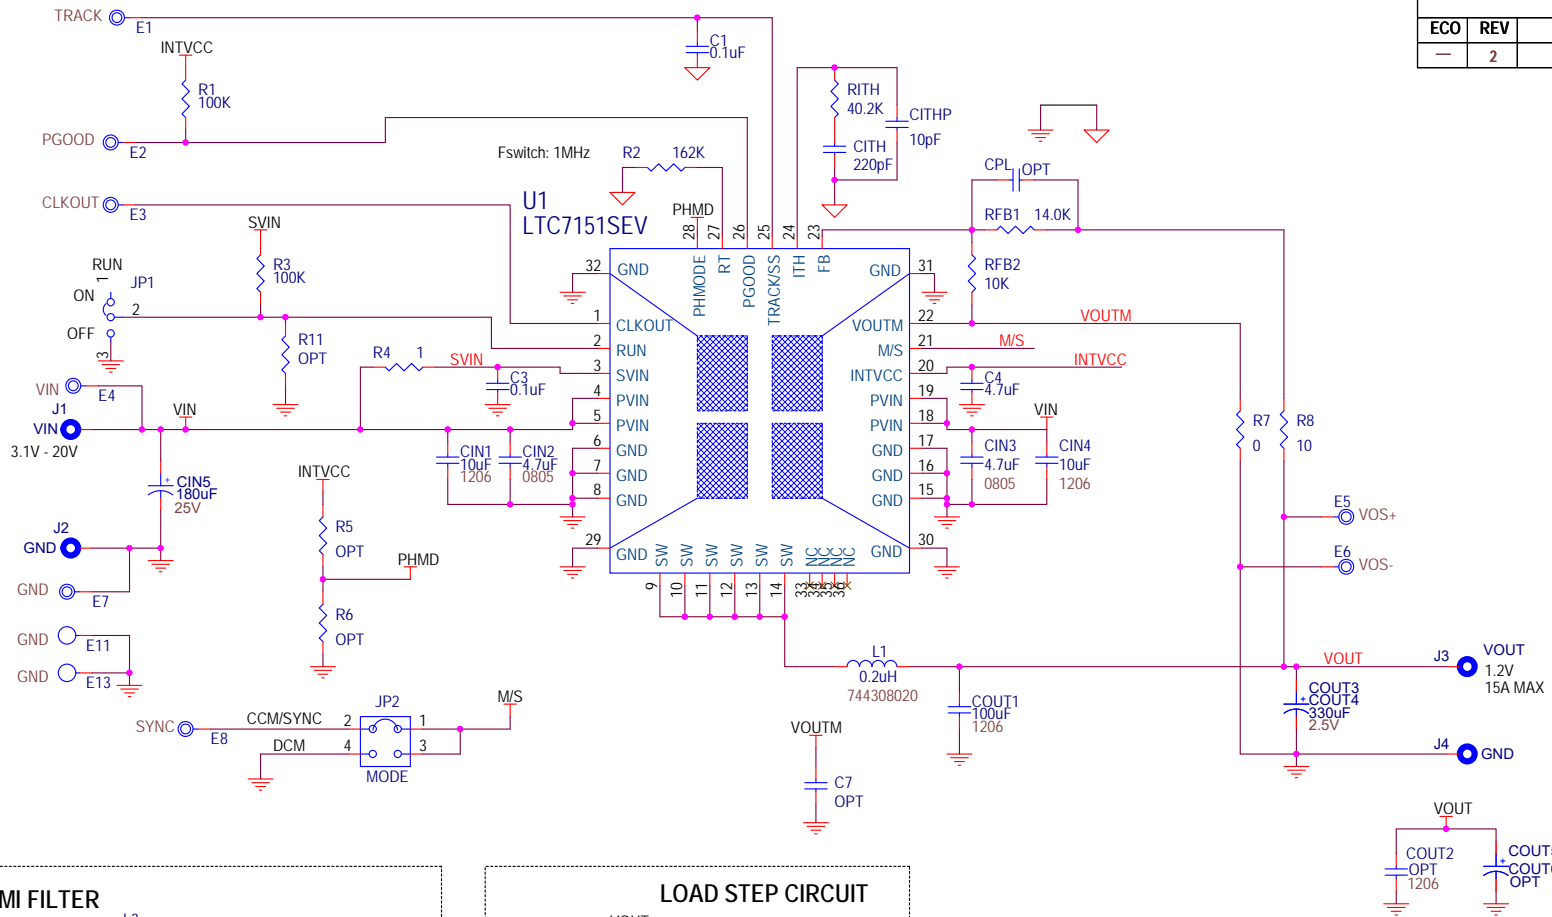 TRACK
E1
INTVCC
C1
0.1uF
ECO REV
— 2
R1
100K
PGOOD
E2
Fswitch: 1MHz
R2 162K
RITH
40.2K
CITHP
10pF
CITH
220pF
CPL OPT
CLKOUT
E3
U1
LTC7151SEV
PHMD
RFB1 14.0K
SVIN
R3
100K
28 27 26 25 24 23
PHMODE RT PGOOD TRACK/SS ITH FB
32 GND
GND 31
RFB2
10K
RUN
1
JP1
ON
2
OFF
3
1 CLKOUT
VOUTM 22
VOUTM
R11
OPT
2 RUN
M/S 21
M/S
R4 1
SVIN
3 SVIN
INTVCC 20
INTVCC
C3
0.1uF
C4
4.7uF
VIN
E4
4 PVIN
PVIN 19
J1
VIN
3.1V - 20V
VIN
5 PVIN
PVIN 18
VIN
R7
0
R8
10
CIN1
10uF
1206
CIN2
4.7uF
0805
6 GND
7 GND
8 GND
GND 17
GND 16
GND 15
CIN3
4.7uF
0805
CIN4
10uF
1206
CIN5
180uF
25V
+
INTVCC
R5
OPT
E5
VOS+
J2
GND
29 GND
GND 30
E6
VOS-
PHMD
GND
E7
SW SW SW SW SW SW NC NC NC NC
9 10 11 12 13 14 33 34 35 36
R6
OPT
GND
E11
GND
E13
L1
0.2uH
744308020
VOUT
J3
VOUT
1.2V
15A MAX
COUT1
100uF
1206
COUT3
COUT4
330uF
2.5V
+
JP2
M/S
SYNC
E8
CCM/SYNC
2 1
DCM
4 3
MODE
VOUTM
C7
OPT
J4
GND
VOUT
COUT2
OPT
1206
+
OPT
MI FILTER
LOAD STEP CIRCUIT